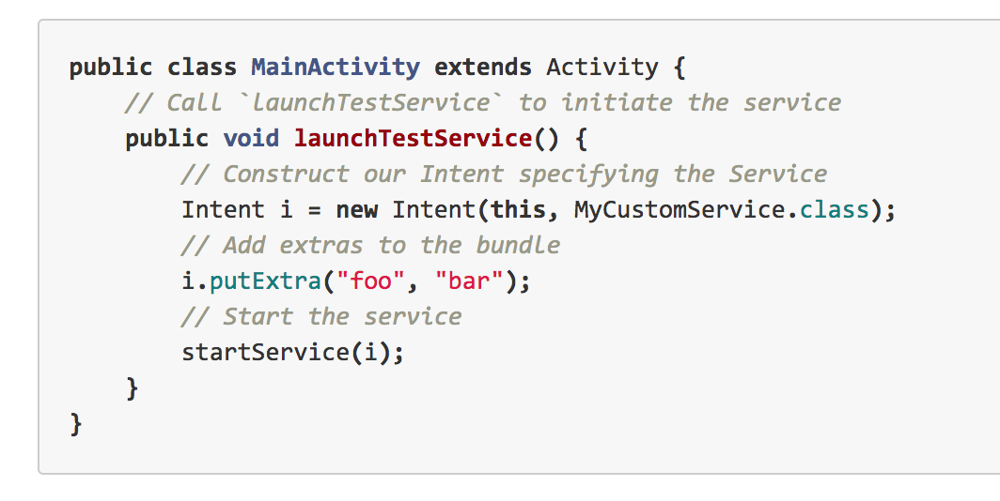 public class MainActivity extends Activity {
    // Call `launchTestService` to initiate the service
    public void launchTestService() {
        // Construct our Intent specifying the Service
        Intent i = new Intent(this, MyCustomService.class);
        // Add extras to the bundle
        i.putExtra("foo", "bar");
        // Start the service
        startService(i);
    }
}